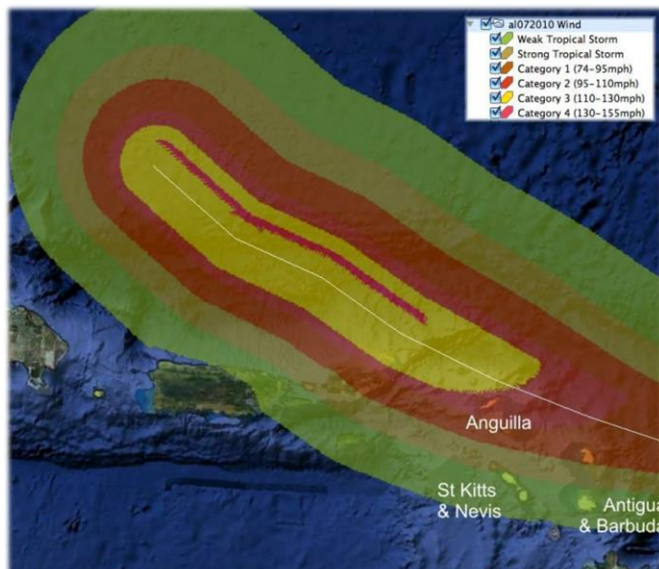 al072010 Wind
Weak Tropical Storm
Strong Tropical Storm
Category 1 (74-95mph)
Category 2 (95-110mph)
Category 3 (110-130mph)
Category 4 (130-155mph)
Anguilla
St Kitts
& Nevis
Antigua
& Barbuda